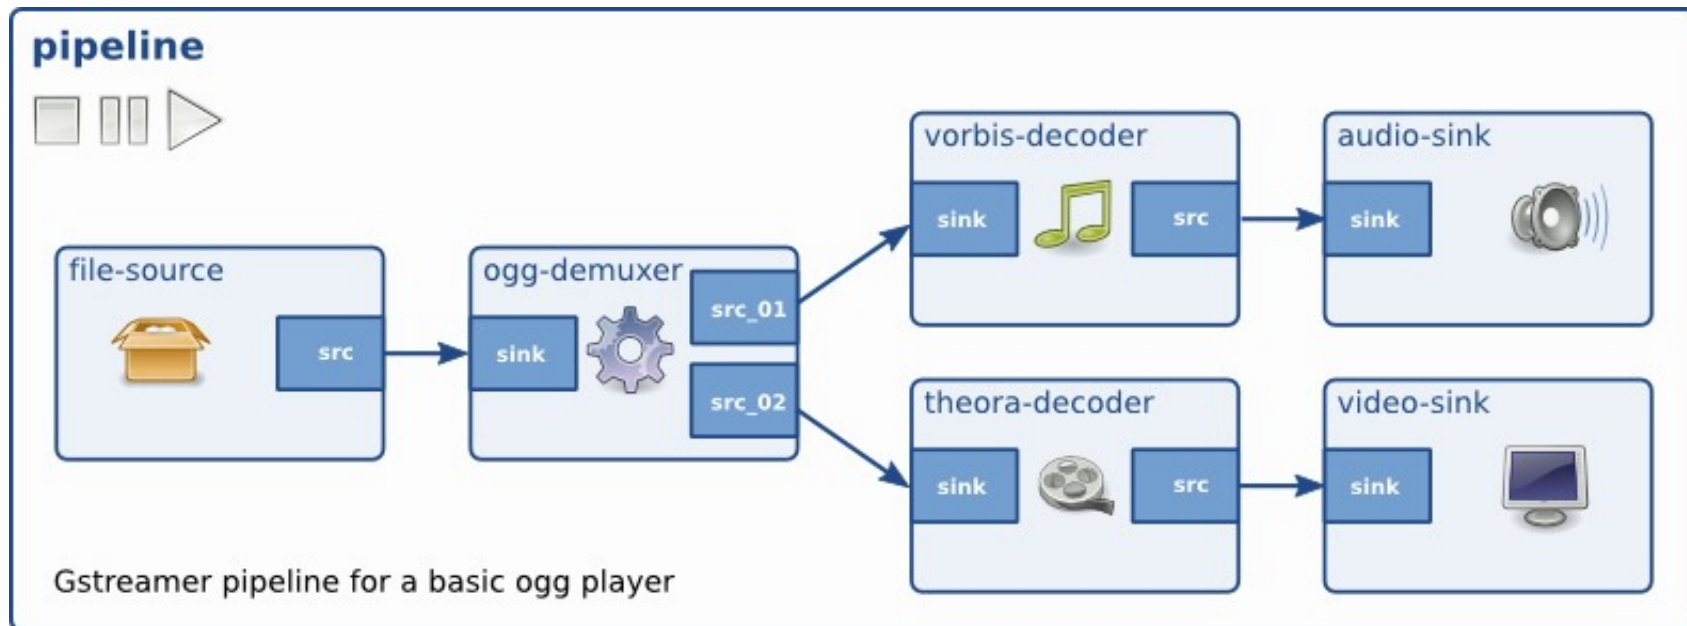 pipeline
file-source
src
ogg-demuxer
sink
src_01
src_02
vorbis-decoder
sink
src
audio-sink
sink
theora-decoder
sink
src
video-sink
sink
Gstreamer pipeline for a basic ogg player